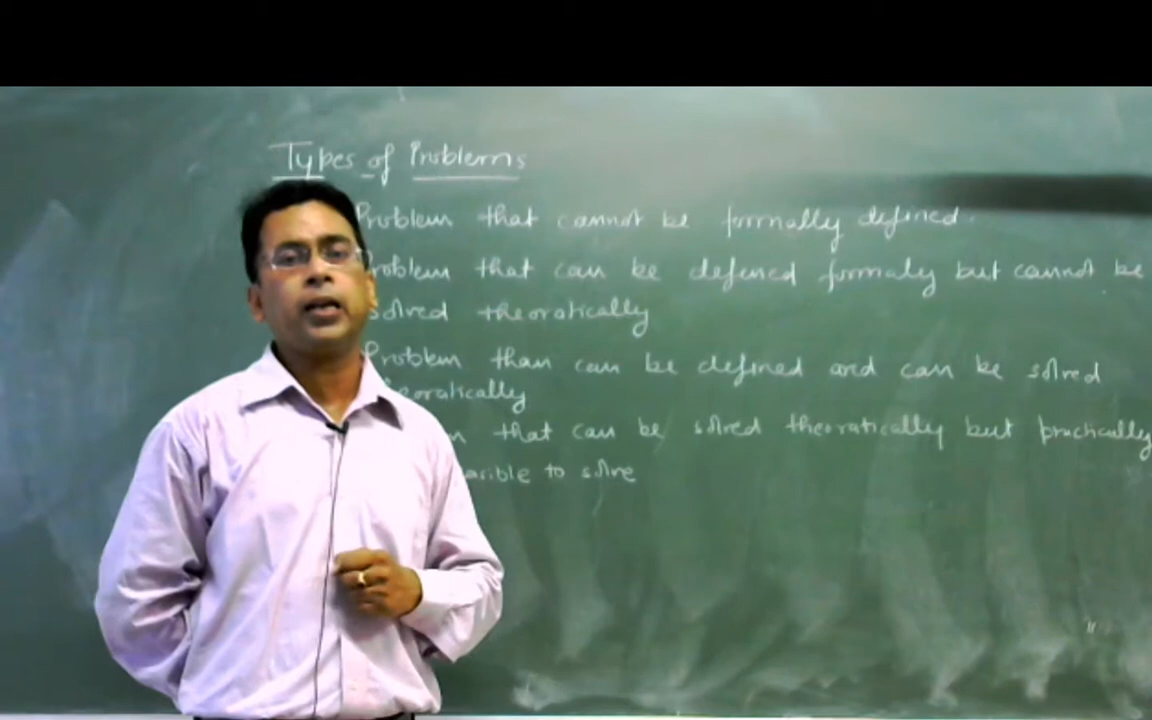 Types of Problems
Problem that cannot be formally defined.
roblem that can be defined formaly but cannot be
solved theoratically
Problem than can be defined and can be solved
oratically
that can be solved theoratically but practically
asible to solve